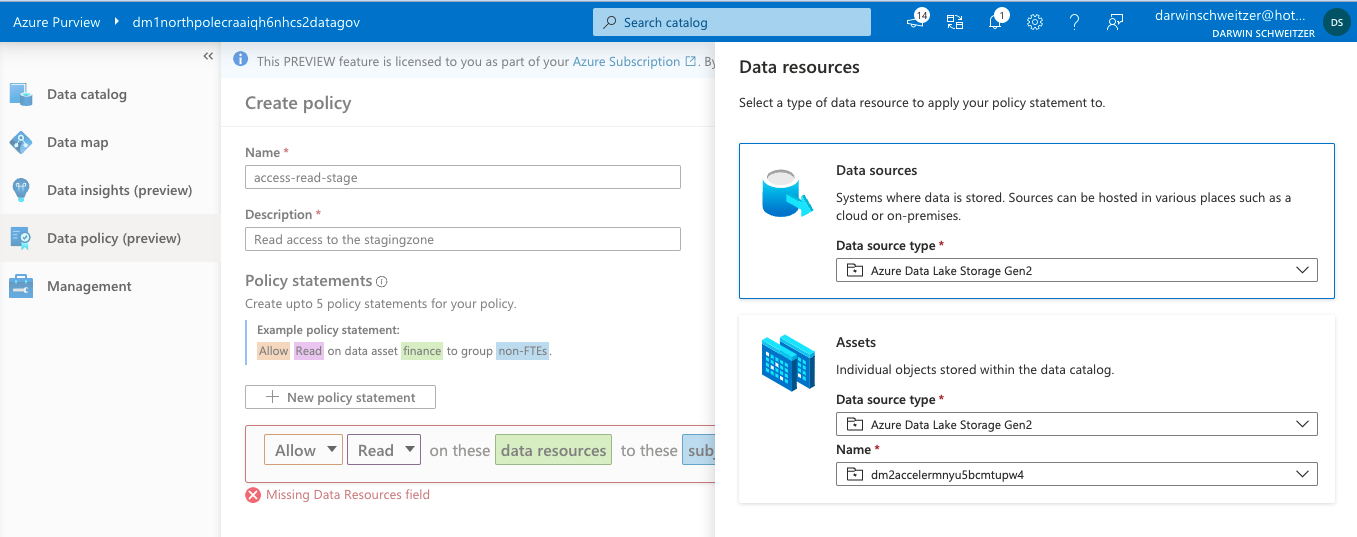 Azure Purview dm1northpolecraaiqh6nhcs2datagov Search catalog 14 1 darwinschweitzer@hot...
DARWIN SCHWEITZER
DS
Data catalog
Data map
Data insights (preview)
Data policy (preview)
Management
This PREVIEW feature is licensed to you as part of your Azure Subscription . By
Create policy
Name *
access-read-stage
Description *
Read access to the stagingzone
Policy statements
Create upto 5 policy statements for your policy.
Example policy statement:
Allow Read on data asset finance to group non-FTEs.
New policy statement
Allow Read on these data resources to these subj
Missing Data Resources field
Data resources
Select a type of data resource to apply your policy statement to.
Data sources
Systems where data is stored. Sources can be hosted in various places such as a
cloud or on-premises.
Data source type *
Azure Data Lake Storage Gen2
Assets
Individual objects stored within the data catalog.
Data source type *
Azure Data Lake Storage Gen2
Name *
dm2accelermnyu5bcmtupw4